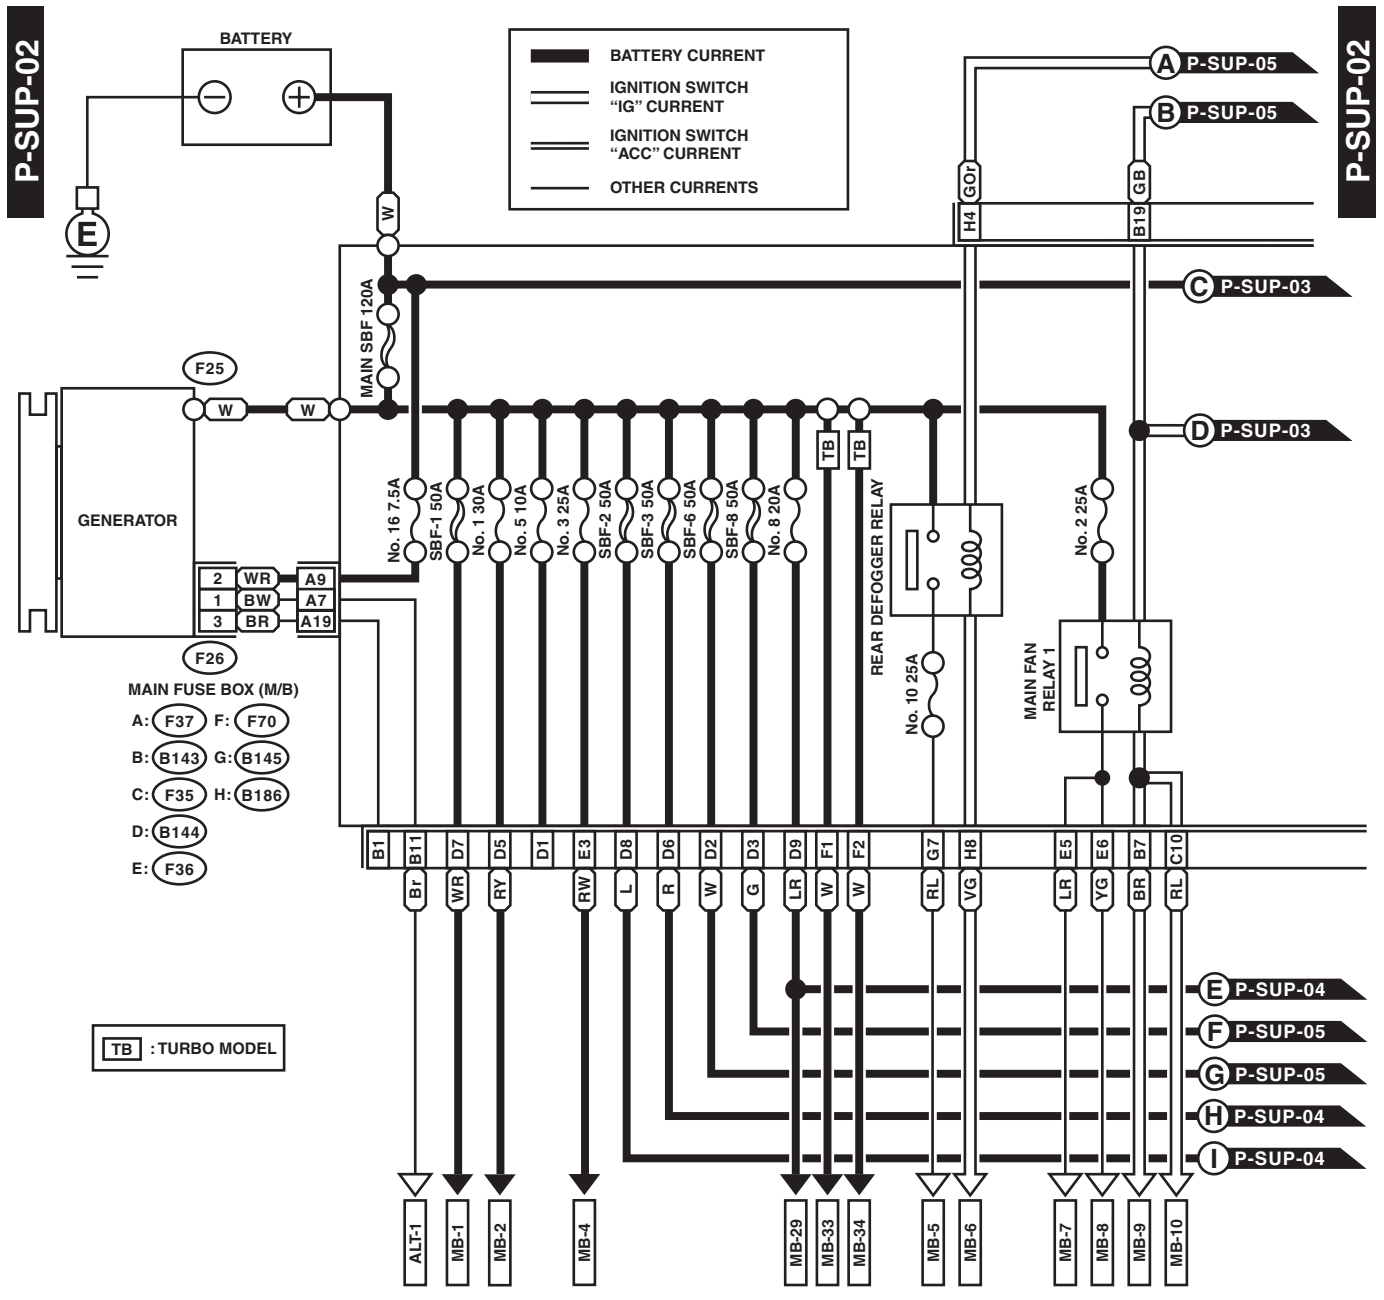 P-SUP-02
P-SUP-02
BATTERY
BATTERY CURRENT
IGNITION SWITCH
“IG” CURRENT
IGNITION SWITCH
“ACC” CURRENT
OTHER CURRENTS
A P-SUP-05
B P-SUP-05
GOr
GB
H4
B19
W
E
C P-SUP-03
MAIN SBF 120A
F25
W
W
D P-SUP-03
TB
TB
GENERATOR
No. 16 7.5A
SBF-1 50A
No. 1 30A
No. 5 10A
No. 3 25A
SBF-2 50A
SBF-3 50A
SBF-6 50A
SBF-8 50A
No. 8 20A
REAR DEFOGGER RELAY
No. 2 25A
2 WR A9
1 BW A7
3 BR A19
F26
No. 10 25A
MAIN FAN
RELAY 1
MAIN FUSE BOX (M/B)
A: F37 F: F70
B: B143 G: B145
C: F35 H: B186
D: B144
E: F36
B1 B11 D7 D5 D1 E3 D8 D6 D2 D3 D9 F1 F2 G7 H8 E5 E6 B7 C10
Br WR RY RW L R W G LR W W RL VG LR YG BR RL
E P-SUP-04
F P-SUP-05
TB : TURBO MODEL
G P-SUP-05
H P-SUP-04
I P-SUP-04
ALT-1 MB-1 MB-2 MB-4 MB-29 MB-33 MB-34 MB-5 MB-6 MB-7 MB-8 MB-9 MB-10